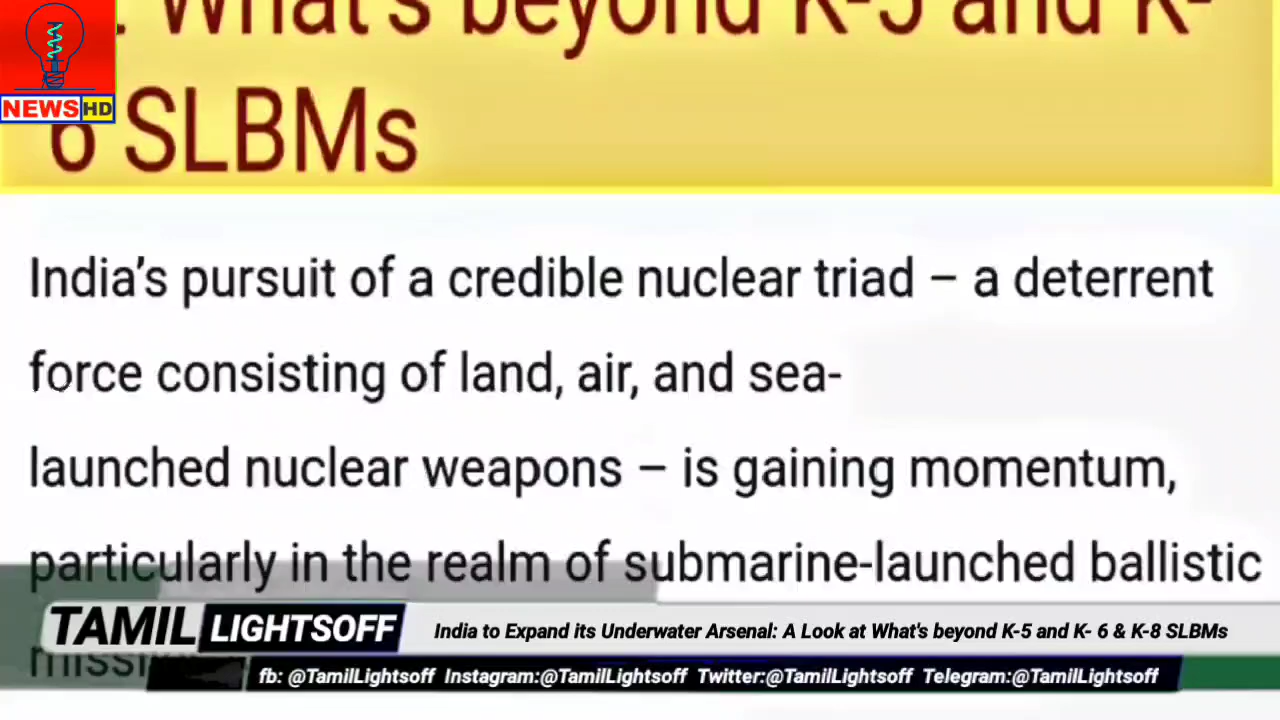 What's beyond K-5 and K-
6 SLBMs
NEWS HD
India's pursuit of a credible nuclear triad – a deterrent
force consisting of land, air, and sea-
launched nuclear weapons – is gaining momentum,
particularly in the realm of submarine-launched ballistic
TAMIL LIGHTSOFF
India to Expand its Underwater Arsenal: A Look at What's beyond K-5 and K- 6 & K-8 SLBMs
fb: @TamilLightsoff Instagram:@TamilLightsoff Twitter:@TamilLightsoff Telegram:@TamilLightsoff